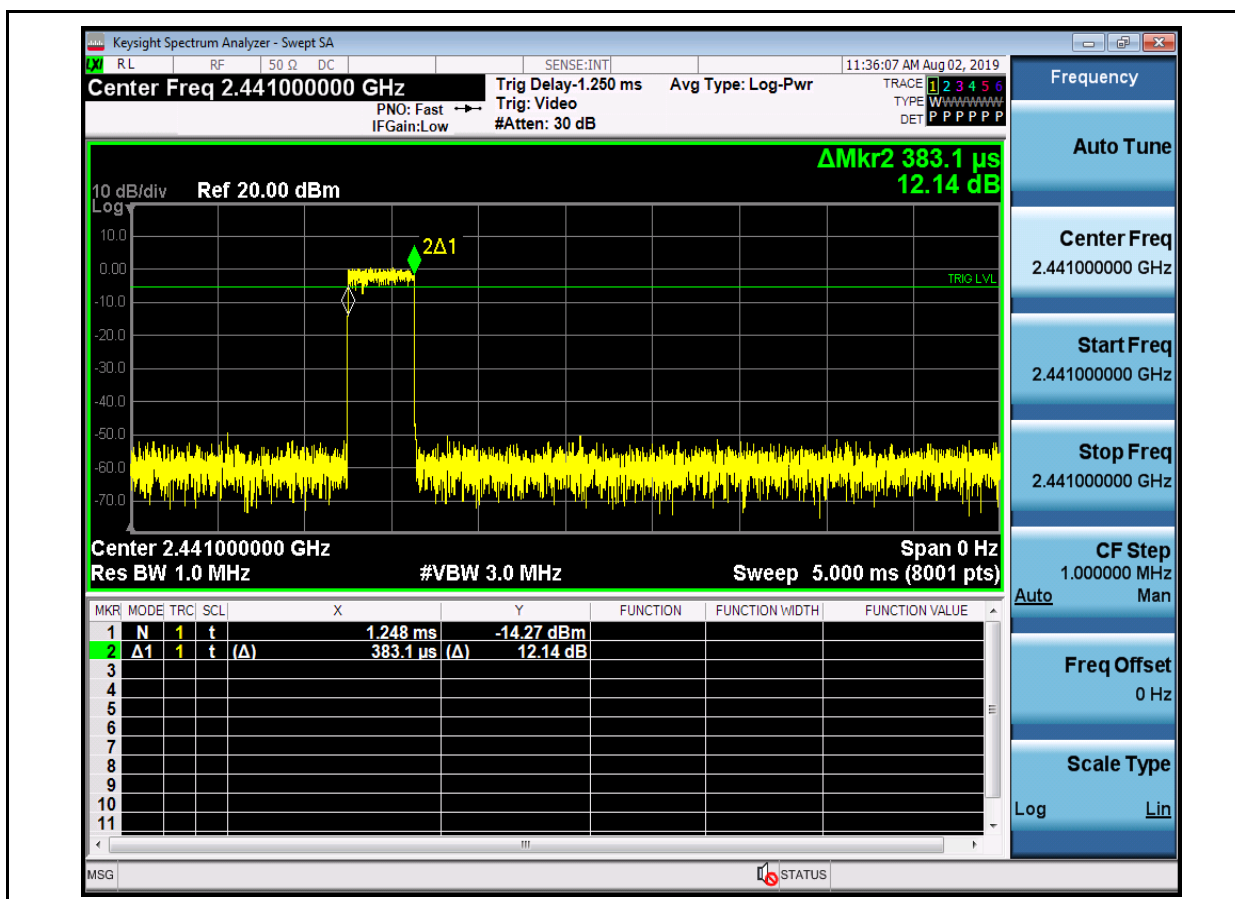 Keysight Spectrum Analyzer - Swept SA
LXI RL RF 50 Ω DC SENSE:INT 11:36:07 AM Aug 02, 2019
Center Freq 2.441000000 GHz
PNO: Fast
IFGain:Low
Trig Delay-1.250 ms
Trig: Video
#Atten: 30 dB
Avg Type: Log-Pwr
TRACE 1 2 3 4 5 6
TYPE WWWWWW
DET P P P P P P
ΔMkr2 383.1 µs
12.14 dB
10 dB/div Ref 20.00 dBm
Log
10.0
0.00
-10.0
-20.0
-30.0
-40.0
-50.0
-60.0
-70.0
2Δ1
TRIG LVL
Center 2.441000000 GHz Span 0 Hz
Res BW 1.0 MHz #VBW 3.0 MHz Sweep 5.000 ms (8001 pts)
MKR MODE TRC SCL X Y FUNCTION FUNCTION WIDTH FUNCTION VALUE
1 N 1 t 1.248 ms -14.27 dBm
2 Δ1 1 t (Δ) 383.1 µs (Δ) 12.14 dB
3
4
5
6
7
8
9
10
11
MSG STATUS
Frequency
Auto Tune
Center Freq
2.441000000 GHz
Start Freq
2.441000000 GHz
Stop Freq
2.441000000 GHz
CF Step
1.000000 MHz
Auto Man
Freq Offset
0 Hz
Scale Type
Log Lin